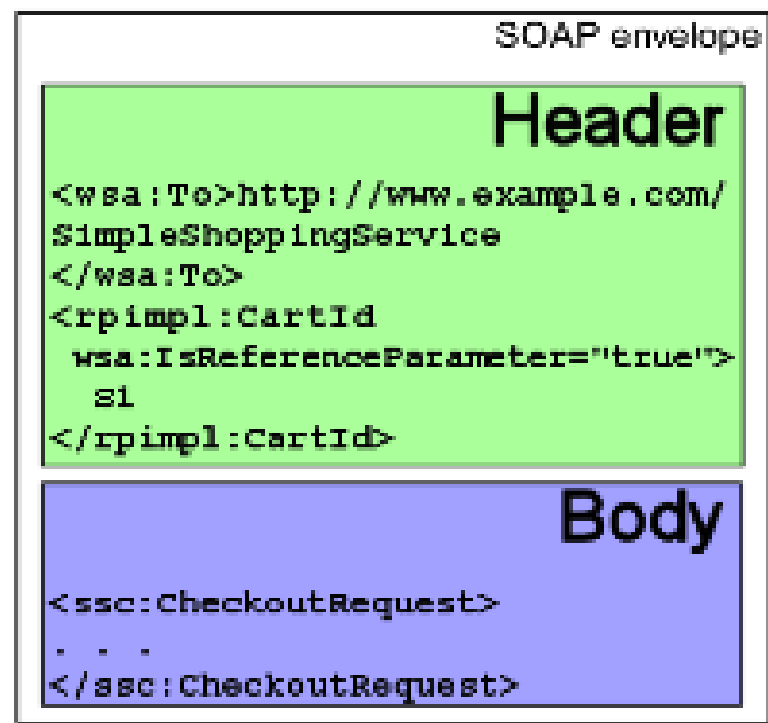 SOAP envelope
Header
<wsa:To>http://www.example.com/
SimpleShoppingService
</wsa:To>
<rpimpl:CartId
wsa:IsReferenceParameter="true">
S1
</rpimpl:CartId>
Body
<ssc:CheckoutRequest>
. . .
</ssc:CheckoutRequest>